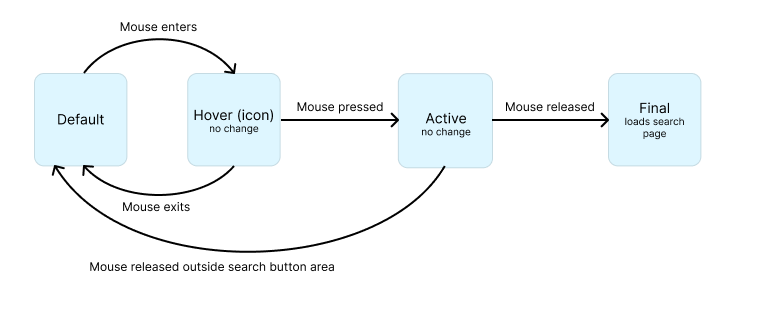 Mouse enters
Default
Hover (icon)
no change
Mouse pressed
Active
no change
Mouse released
Final
loads search
page
Mouse exits
Mouse released outside search button area